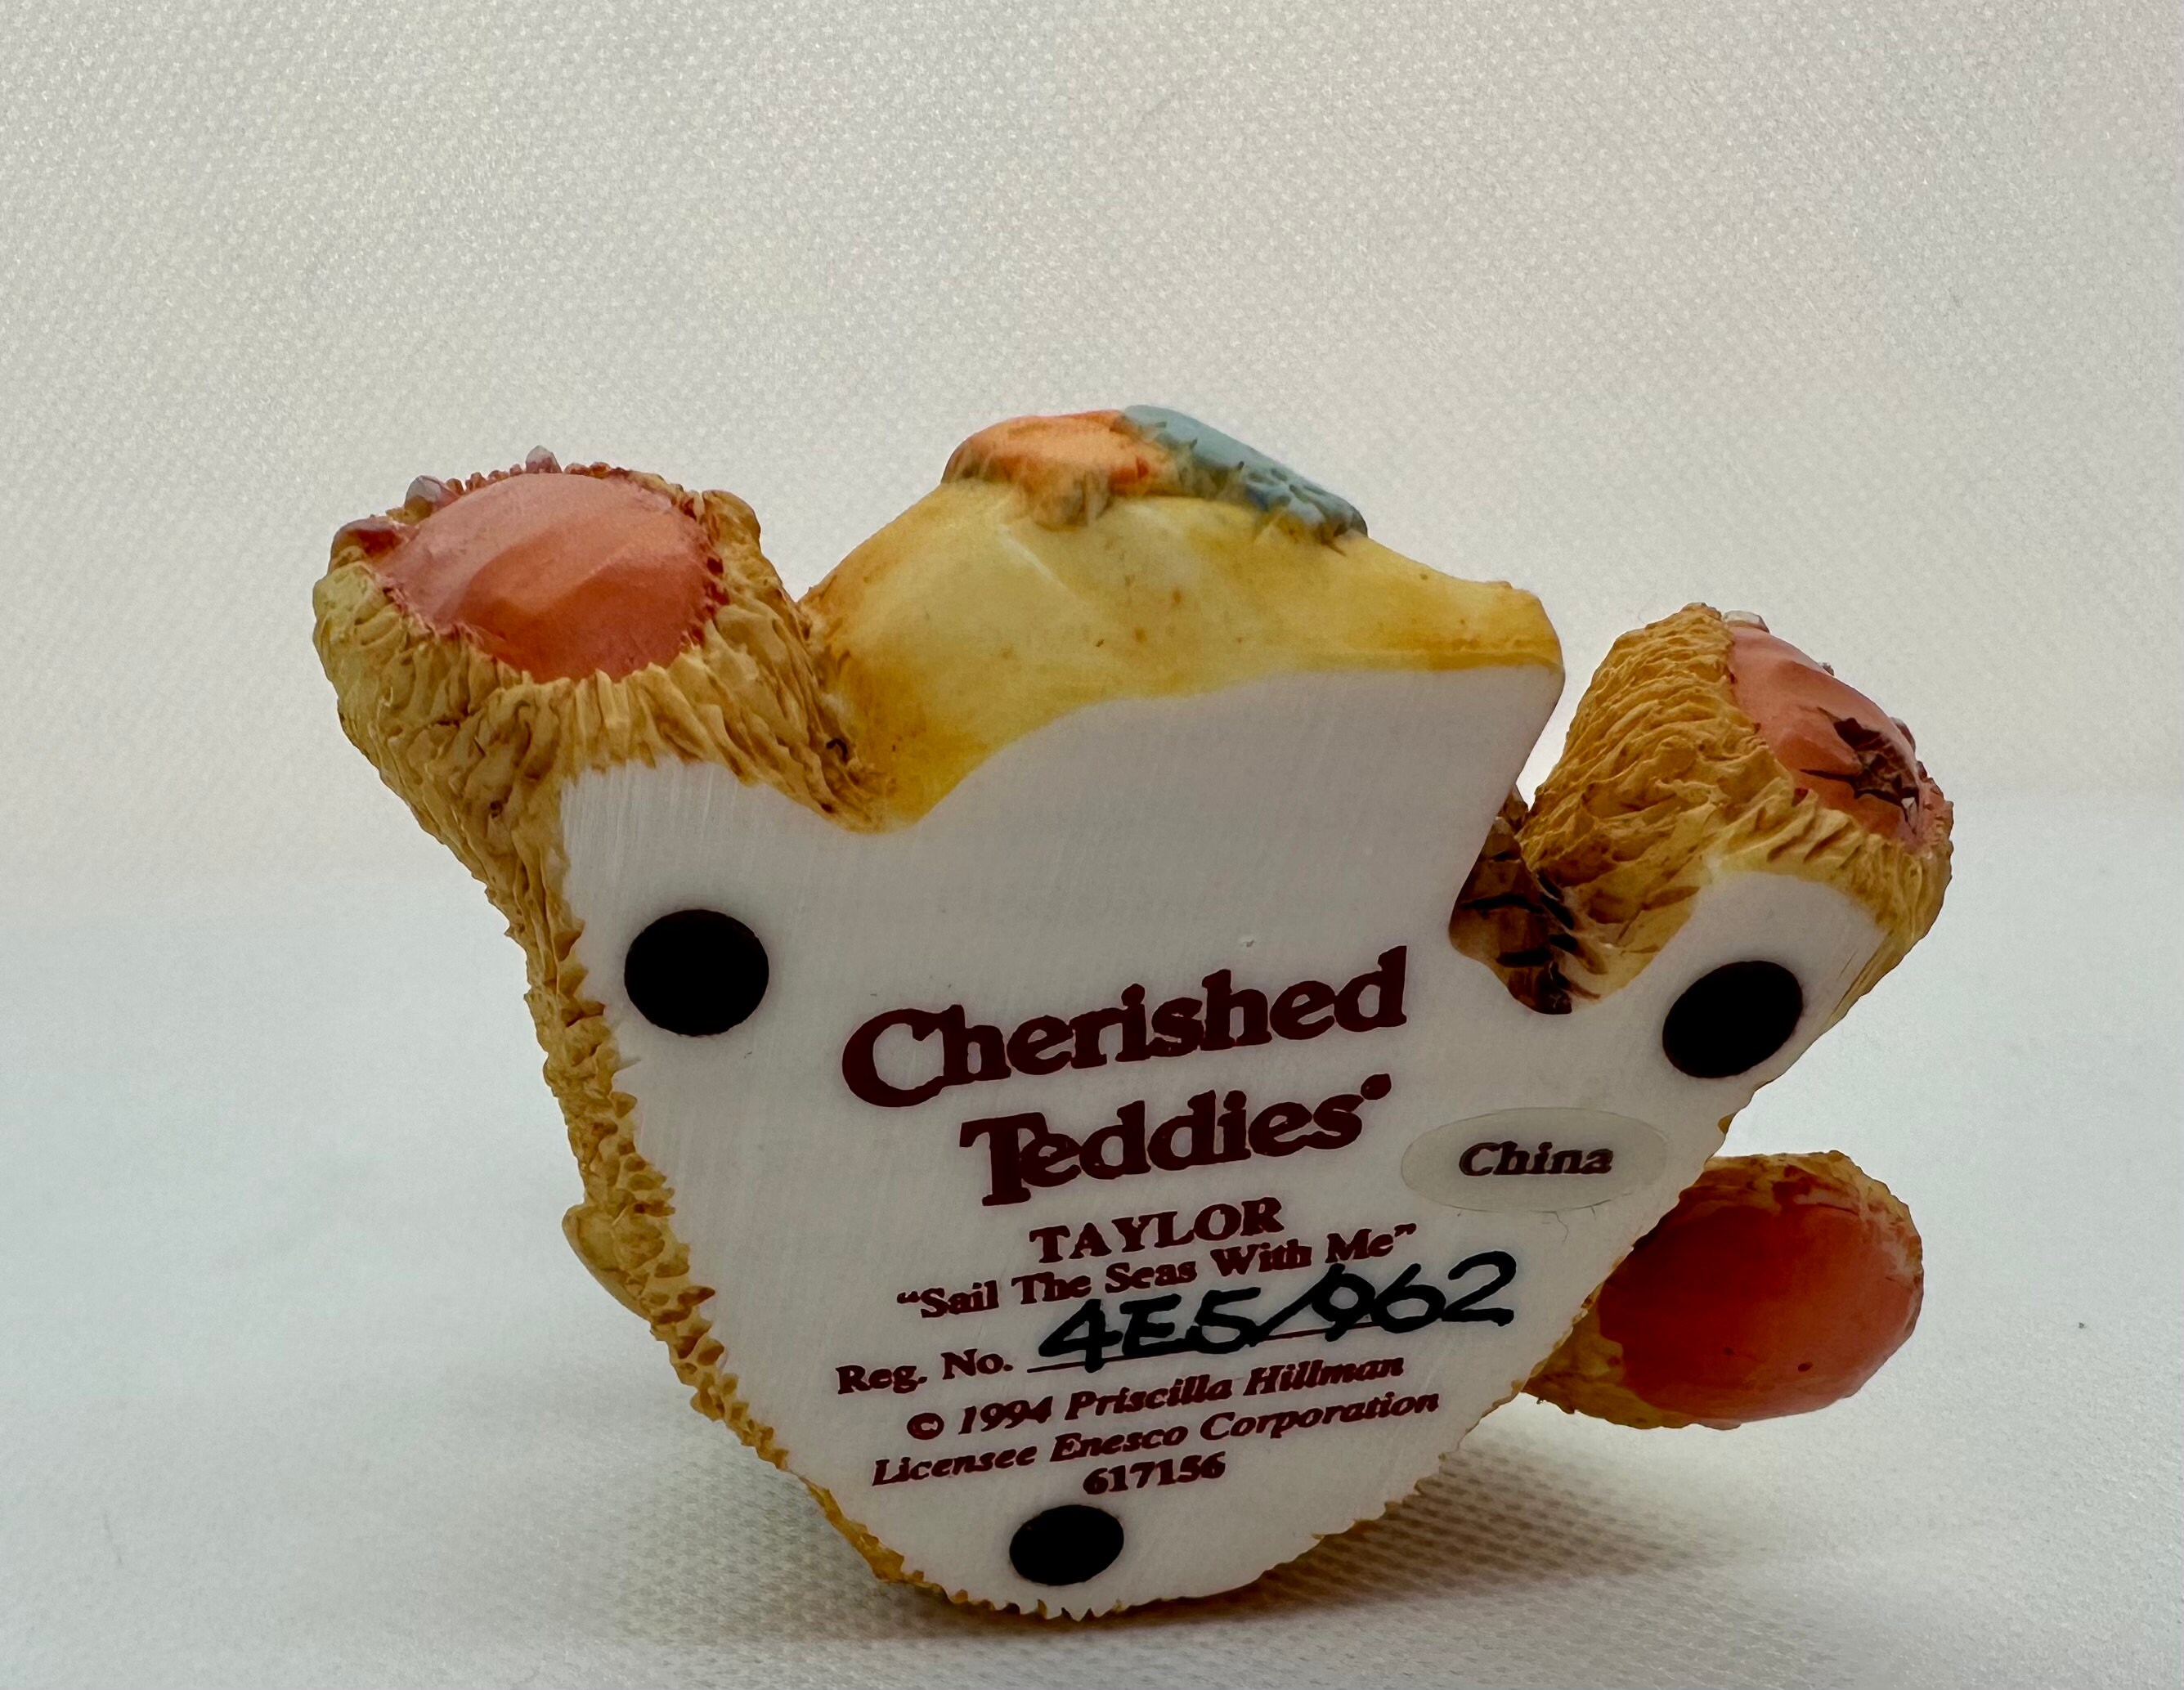 Cherished
Teddies®
China
TAYLOR
“Sail The Seas With Me”
Reg. No. 4E5/962
© 1994 Priscilla Hillman
Licensee Enesco Corporation
617156